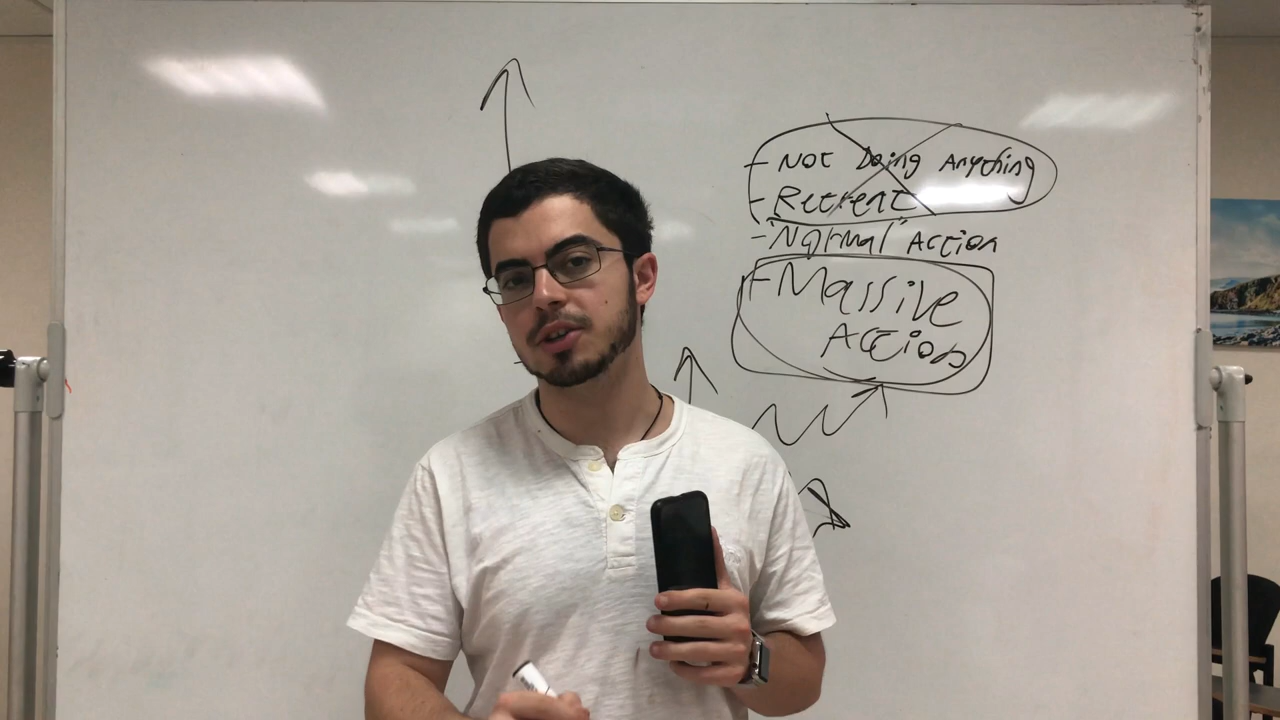 - Not Doing Anything
- Retreat
- "Normal" Action
- Massive
Action